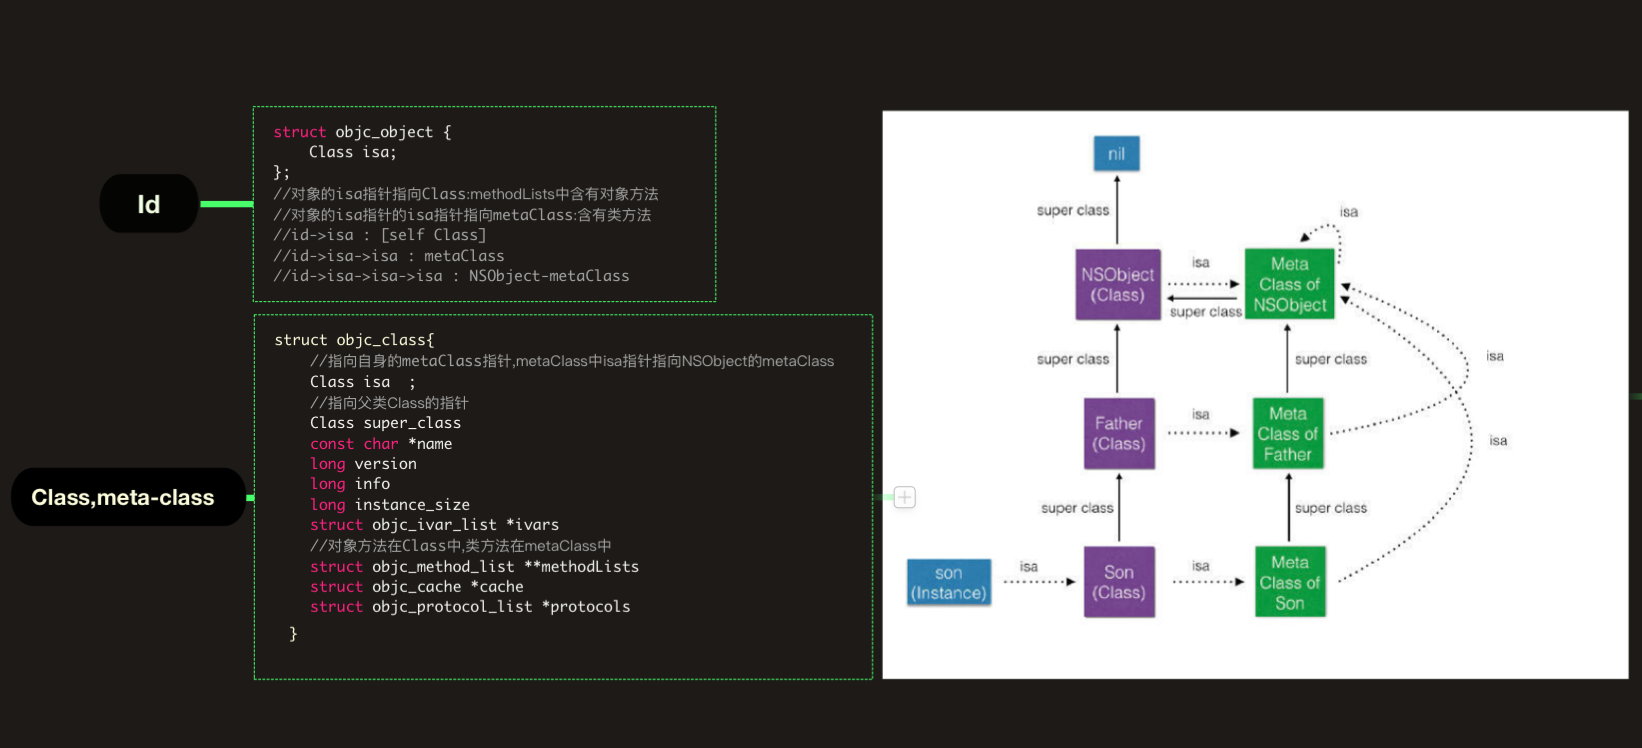 Id
struct objc_object {
Class isa;
};
//对象的isa指针指向Class:methodLists中含有对象方法
//对象的isa指针的isa指针指向metaClass:含有类方法
//id->isa : [self Class]
//id->isa->isa : metaClass
//id->isa->isa->isa : NSObject-metaClass
Class,meta-class
struct objc_class{
//指向自身的metaClass指针,metaClass中isa指针指向NSObject的metaClass
Class isa  ;
//指向父类Class的指针
Class super_class
const char *name
long version
long info
long instance_size
struct objc_ivar_list *ivars
//对象方法在Class中,类方法在metaClass中
struct objc_method_list **methodLists
struct objc_cache *cache
struct objc_protocol_list *protocols
}
nil
super class
isa
NSObject
(Class)
isa
super class
Meta
Class of
NSObject
super class
super class
isa
Father
(Class)
isa
Meta
Class of
Father
isa
super class
super class
son
(Instance)
isa
Son
(Class)
isa
Meta
Class of
Son